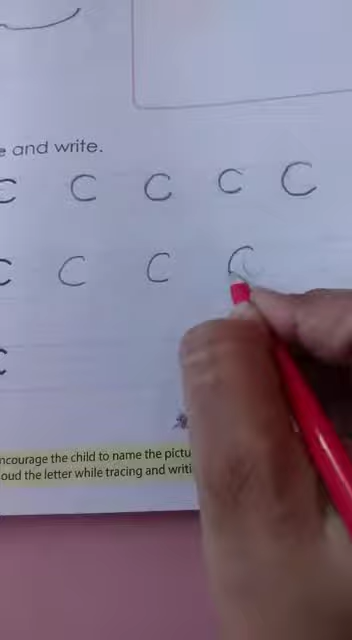 and write.
C C C C C
C C C C
C
ncourage the child to name the pictu
oud the letter while tracing and writi